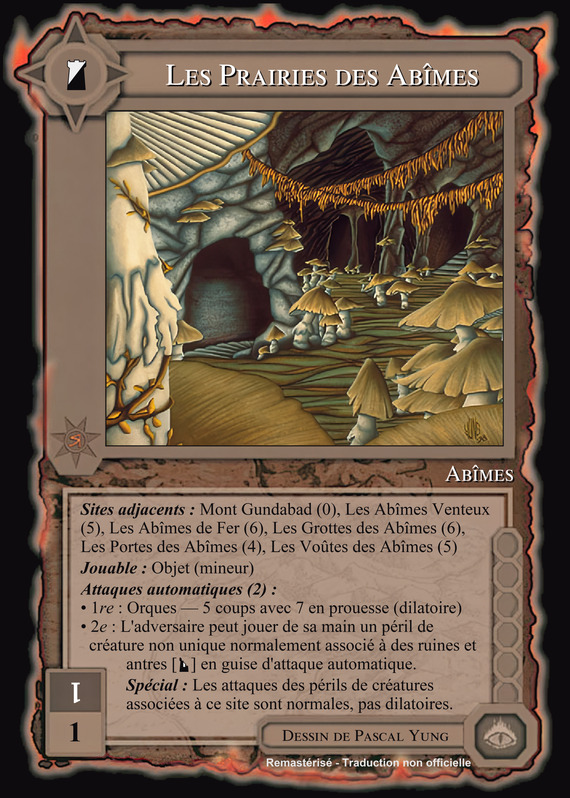 Les Prairies des Abîmes
Abîmes
Sites adjacents : Mont Gundabad (0), Les Abîmes Venteux
(5), Les Abîmes de Fer (6), Les Grottes des Abîmes (6),
Les Portes des Abîmes (4), Les Voûtes des Abîmes (5)
Jouable : Objet (mineur)
Attaques automatiques (2) :
• 1re : Orques — 5 coups avec 7 en prouesse (dilatoire)
• 2e : L'adversaire peut jouer de sa main un péril de
créature non unique normalement associé à des ruines et
antres [ ] en guise d'attaque automatique.
Spécial : Les attaques des périls de créatures
associées à ce site sont normales, pas dilatoires.
1
1
Dessin de Pascal Yung
Remastérisé - Traduction non officielle